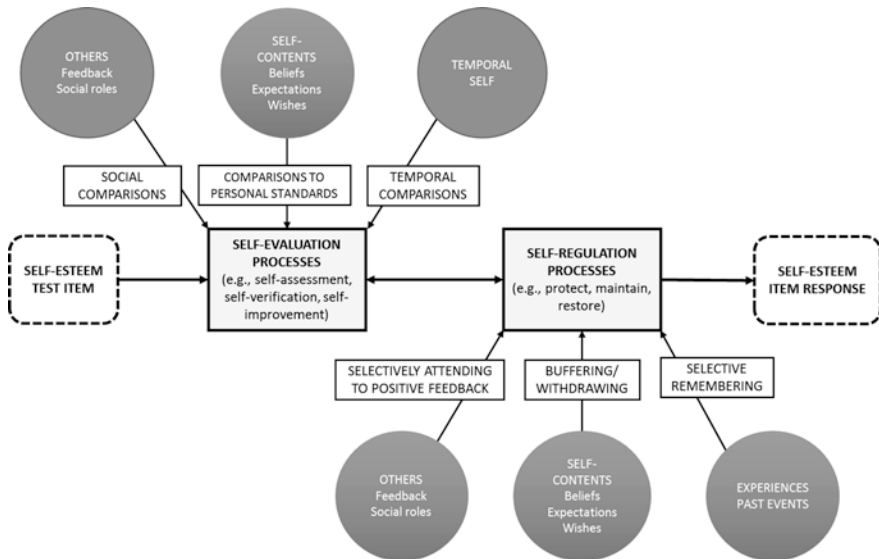 OTHERS
Feedback
Social roles
SELF-
CONTENTS
Beliefs
Expectations
Wishes
TEMPORAL
SELF
SOCIAL
COMPARISONS
COMPARISONS TO
PERSONAL STANDARDS
TEMPORAL
COMPARISONS
SELF-ESTEEM
TEST ITEM
SELF-EVALUATION
PROCESSES
(e.g., self-assessment,
self-verification, self-
improvement)
SELF-REGULATION
PROCESSES
(e.g., protect, maintain,
restore)
SELF-ESTEEM
ITEM RESPONSE
SELECTIVELY ATTENDING
TO POSITIVE FEEDBACK
BUFFERING/
WITHDRAWING
SELECTIVE
REMEMBERING
OTHERS
Feedback
Social roles
SELF-
CONTENTS
Beliefs
Expectations
Wishes
EXPERIENCES
PAST EVENTS